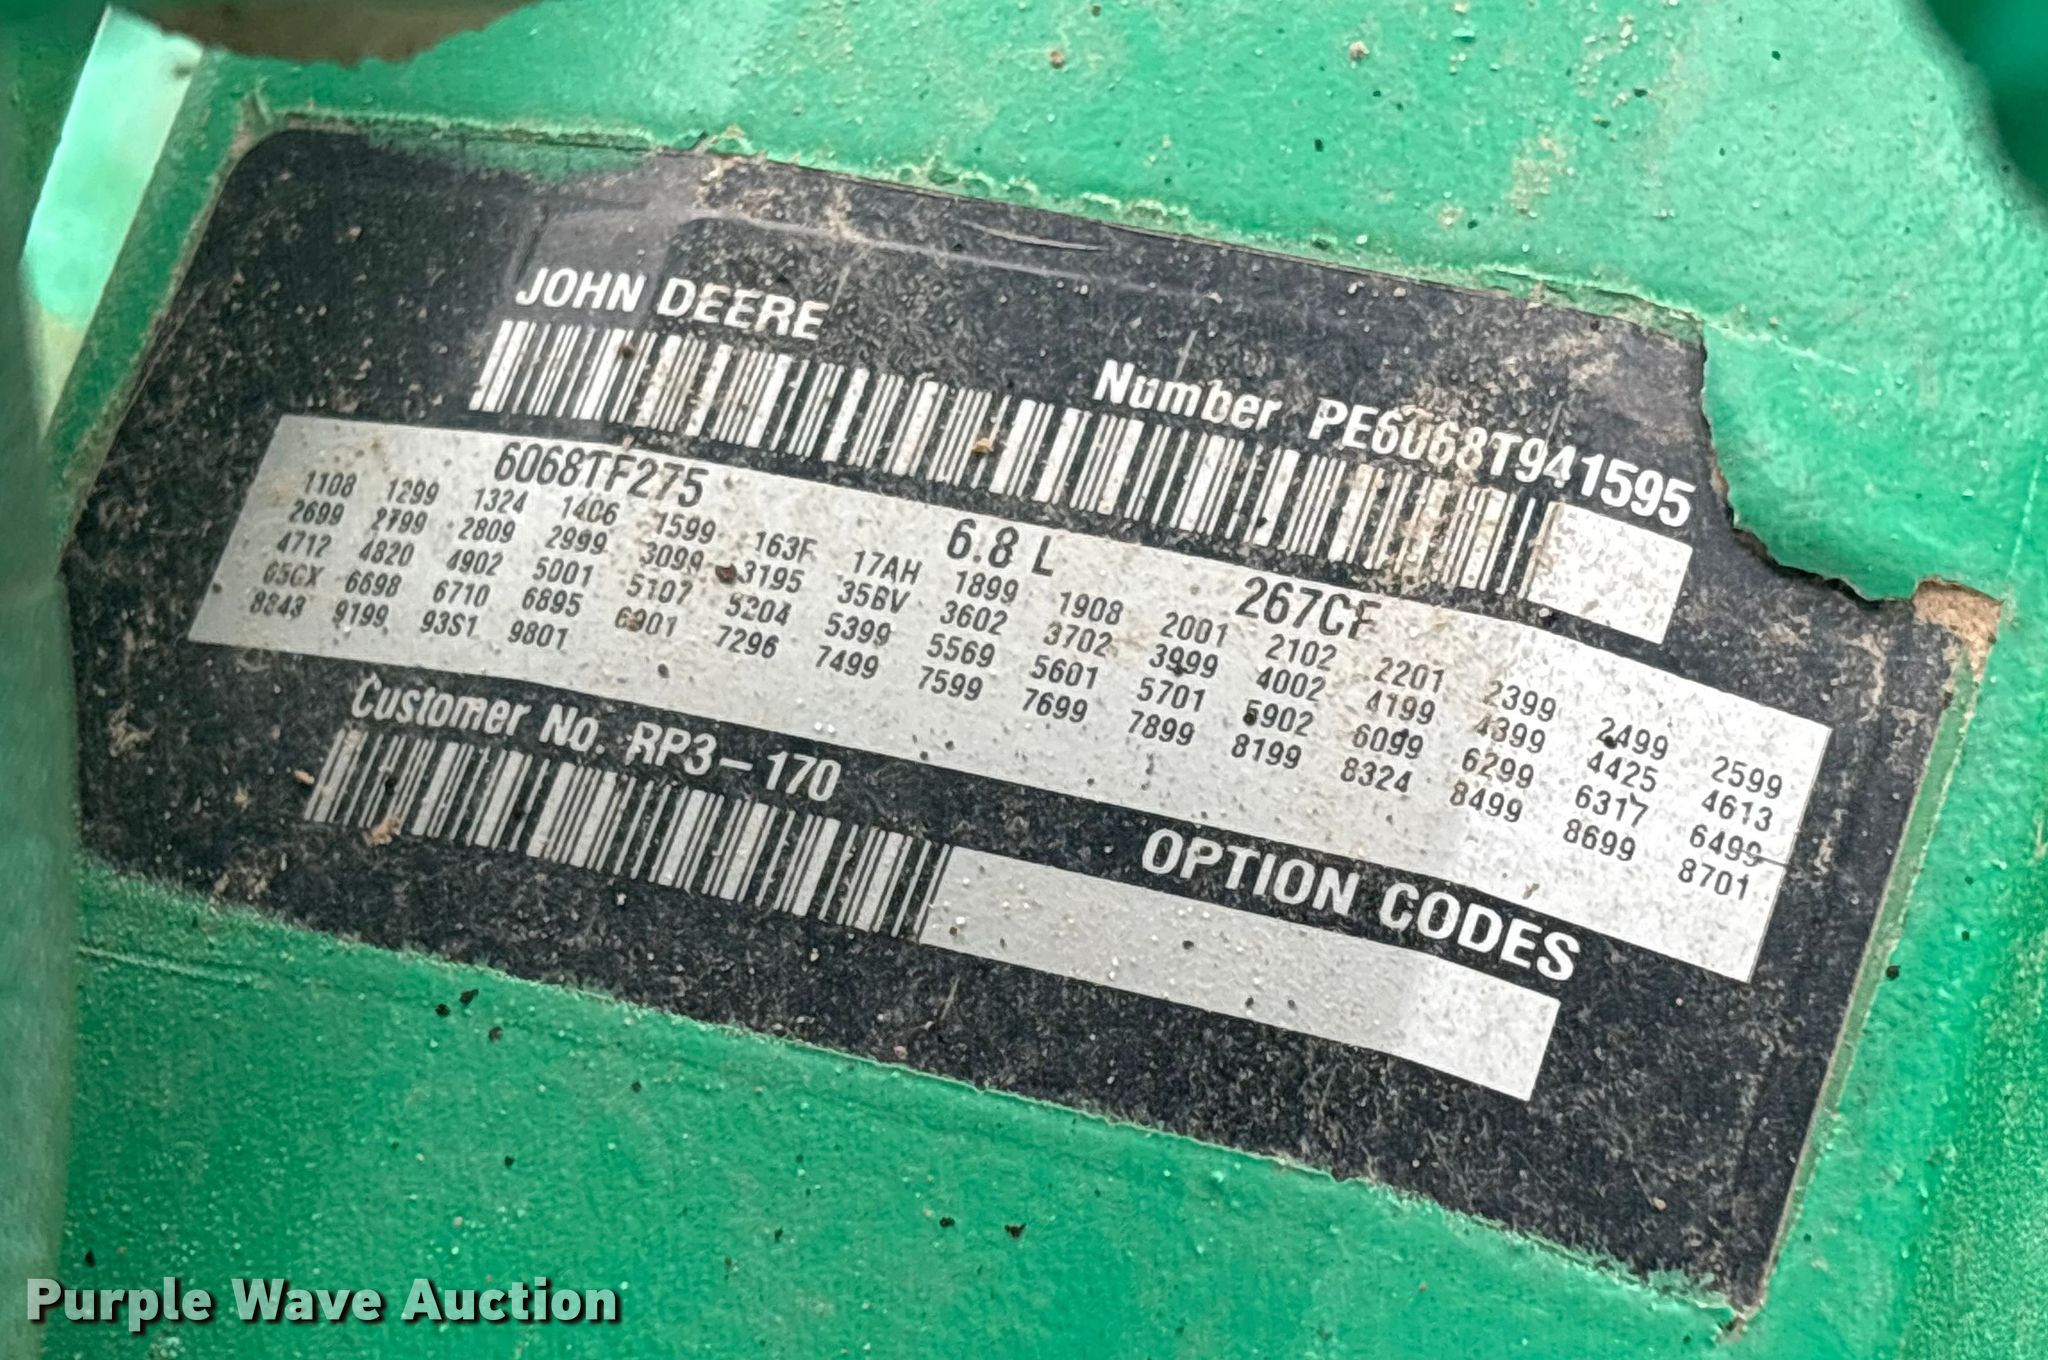 JOHN DEERE
Number PE6068T941595
6068TF275 6.8 L 267CF
1108 1299 1324 1406 1599 163F 17AH 1899 1908 2001 2102 2201 2399 2499 2599
2699 2799 2809 2999 3099 3195 35BV 3602 3702 3999 4002 4199 4399 4425 4613
4712 4820 4902 5001 5107 5204 5399 5569 5601 5701 5902 6099 6299 6317 6499
65CX 6698 6710 6895 6901 7296 7499 7599 7699 7899 8199 8324 8499 8699 8701
8843 9199 93S1 9801
Customer No. RP3-170
OPTION CODES
Purple Wave Auction